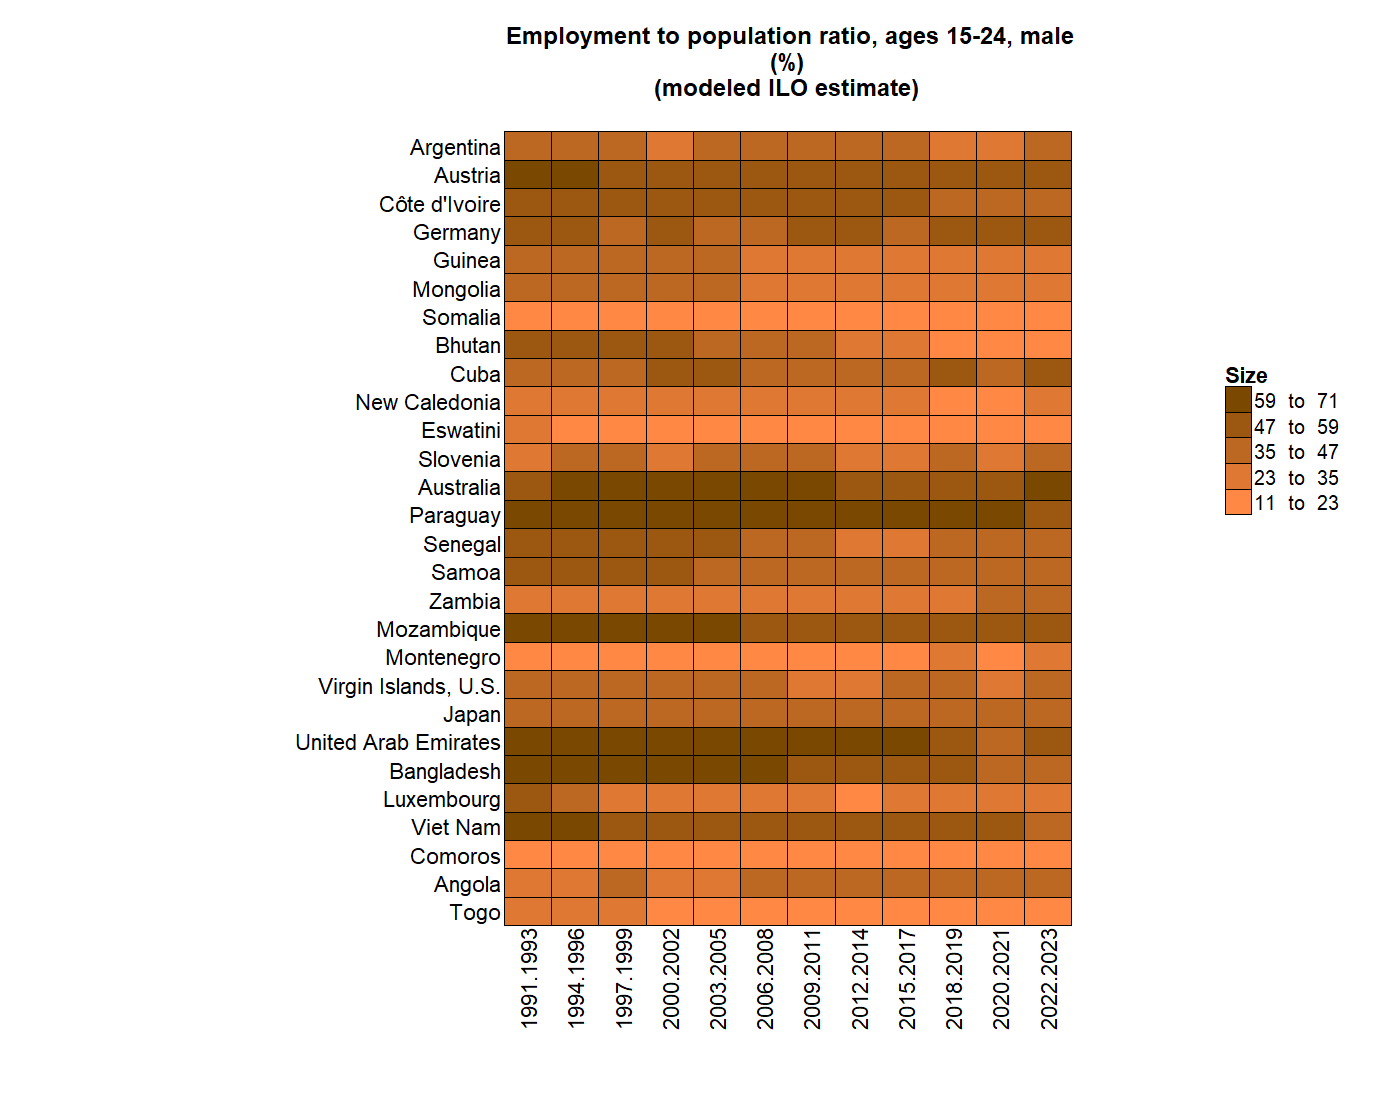 Employment to population ratio, ages 15-24, male
(%)
(modeled ILO estimate)
Argentina
Austria
Côte d'Ivoire
Germany
Guinea
Mongolia
Somalia
Bhutan
Cuba
New Caledonia
Eswatini
Slovenia
Australia
Paraguay
Senegal
Samoa
Zambia
Mozambique
Montenegro
Virgin Islands, U.S.
Japan
United Arab Emirates
Bangladesh
Luxembourg
Viet Nam
Comoros
Angola
Togo
1991.1993
1994.1996
1997.1999
2000.2002
2003.2005
2006.2008
2009.2011
2012.2014
2015.2017
2018.2019
2020.2021
2022.2023
Size
59 to 71
47 to 59
35 to 47
23 to 35
11 to 23